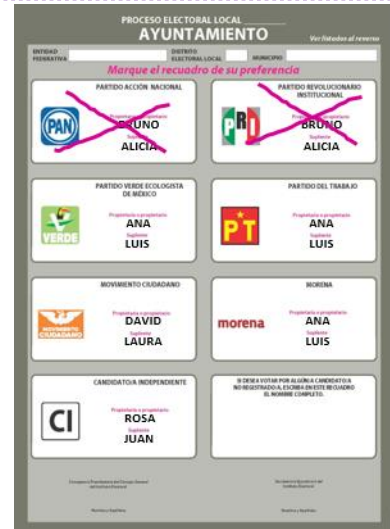 PROCESO ELECTORAL LOCAL
AYUNTAMIENTO
Ver listados al reverso
ENTIDAD FEDERATIVA
DISTRITO ELECTORAL LOCAL
MUNICIPIO
Marque el recuadro de su preferencia
PARTIDO ACCIÓN NACIONAL
PAN
Propietaria o propietario
BRUNO
Suplente
ALICIA
PARTIDO REVOLUCIONARIO
INSTITUCIONAL
PRI
Propietaria o propietario
BRUNO
Suplente
ALICIA
PARTIDO VERDE ECOLOGISTA
DE MÉXICO
VERDE
Propietaria o propietario
ANA
Suplente
LUIS
PARTIDO DEL TRABAJO
PT
Propietaria o propietario
ANA
Suplente
LUIS
MOVIMIENTO CIUDADANO
MOVIMIENTO
CIUDADANO
Propietaria o propietario
DAVID
Suplente
LAURA
MORENA
morena
Propietaria o propietario
ANA
Suplente
LUIS
CANDIDATO/A INDEPENDIENTE
CI
Propietaria o propietario
ROSA
Suplente
JUAN
SI DESEA VOTAR POR ALGÚN/A CANDIDATO/A
NO REGISTRADO/A, ESCRIBA EN ESTE RECUADRO
EL NOMBRE COMPLETO.